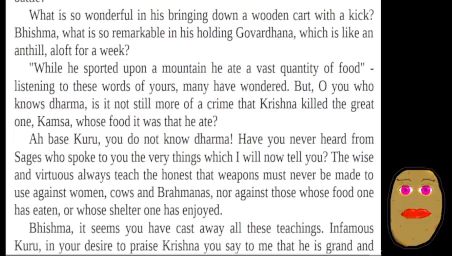 What is so wonderful in his bringing down a wooden cart with a kick?
Bhishma, what is so remarkable in his holding Govardhana, which is like an
anthill, aloft for a week?
"While he sported upon a mountain he ate a vast quantity of food" -
listening to these words of yours, many have wondered. But, O you who
knows dharma, is it not still more of a crime that Krishna killed the great
one, Kamsa, whose food it was that he ate?
Ah base Kuru, you do not know dharma! Have you never heard from
Sages who spoke to you the very things which I will now tell you? The wise
and virtuous always teach the honest that weapons must never be made to
use against women, cows and Brahmanas, nor against those whose food one
has eaten, or whose shelter one has enjoyed.
Bhishma, it seems you have cast away all these teachings. Infamous
Kuru, in your desire to praise Krishna you say to me that he is grand and